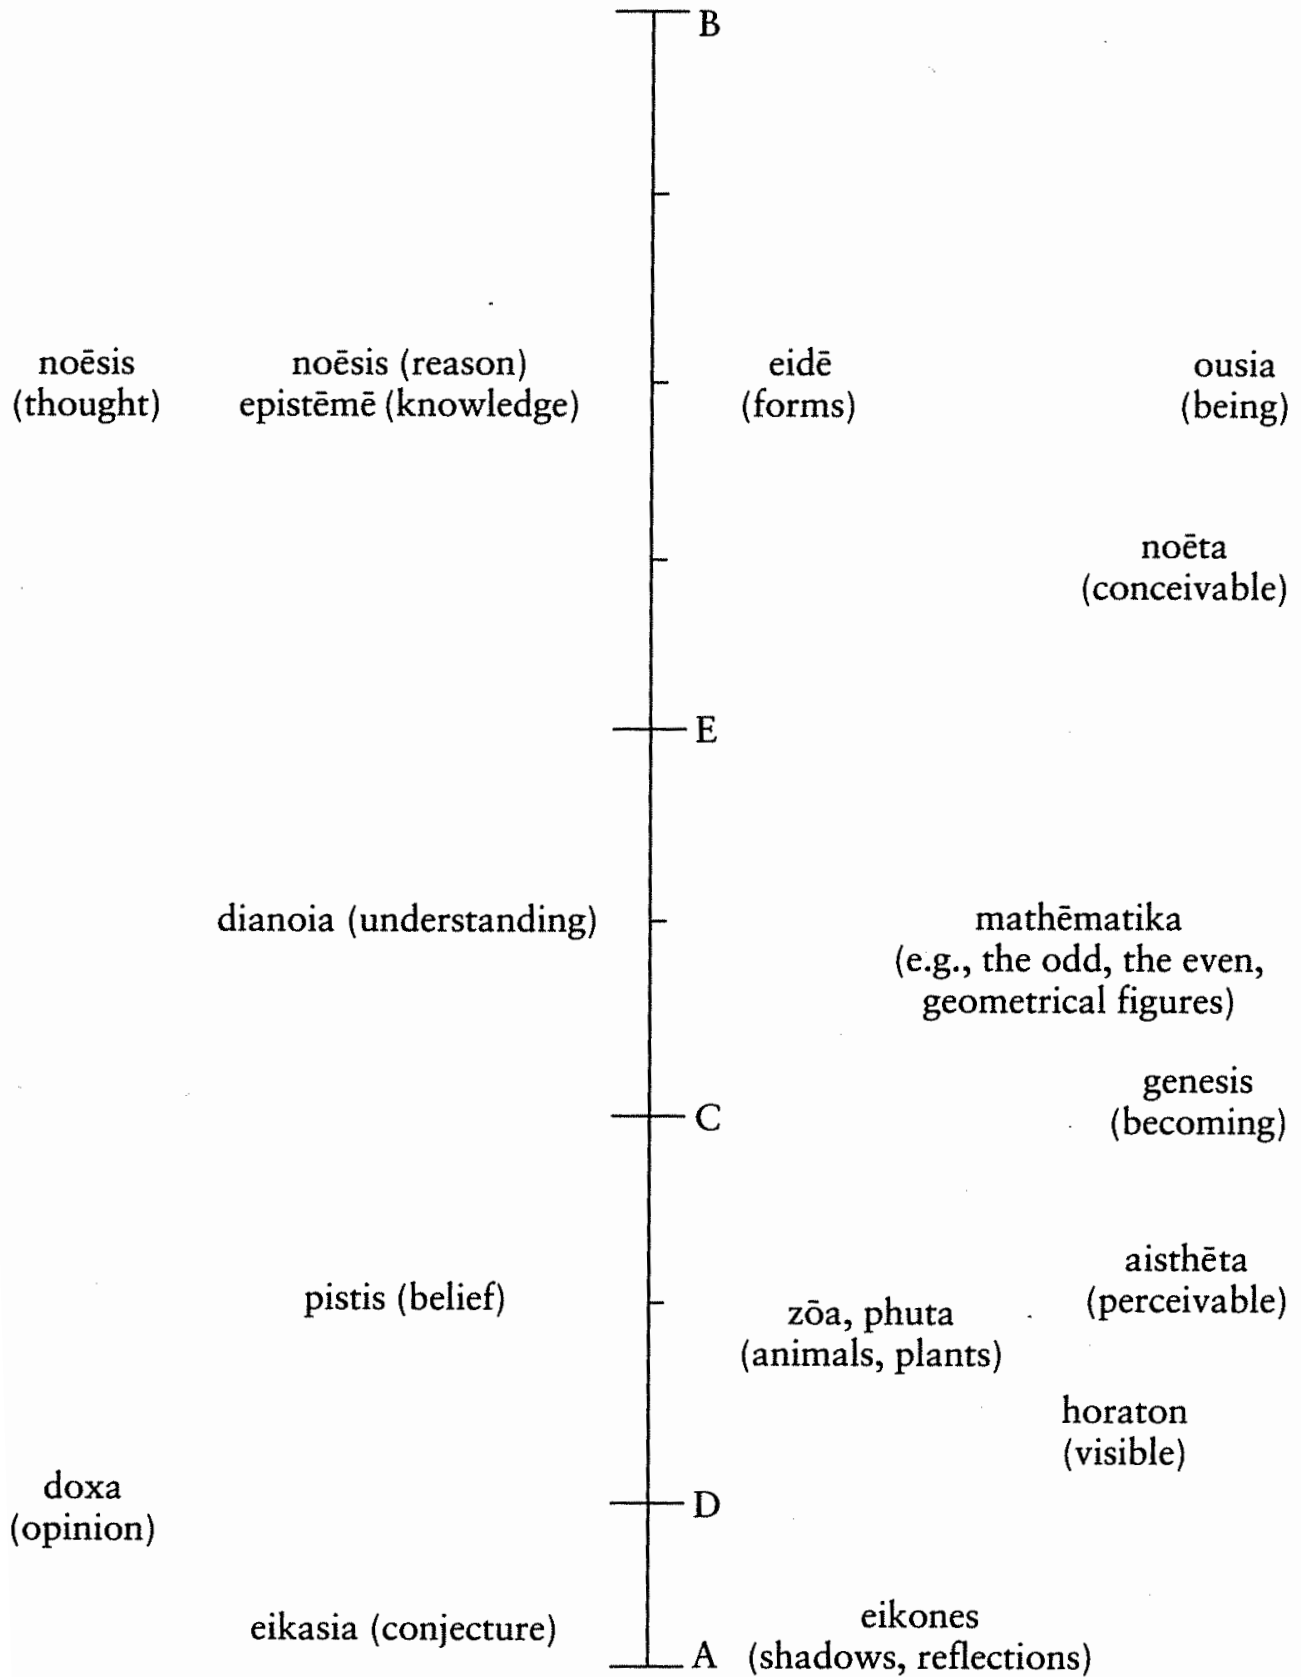 B
noēsis
(thought)
noēsis (reason)
epistēmē (knowledge)
eidē
(forms)
ousia
(being)
noēta
(conceivable)
E
dianoia (understanding)
mathēmatika
(e.g., the odd, the even,
geometrical figures)
genesis
(becoming)
C
aisthēta
(perceivable)
pistis (belief)
zōa, phuta
(animals, plants)
horaton
(visible)
doxa
(opinion)
D
eikasia (conjecture)
eikones
(shadows, reflections)
A